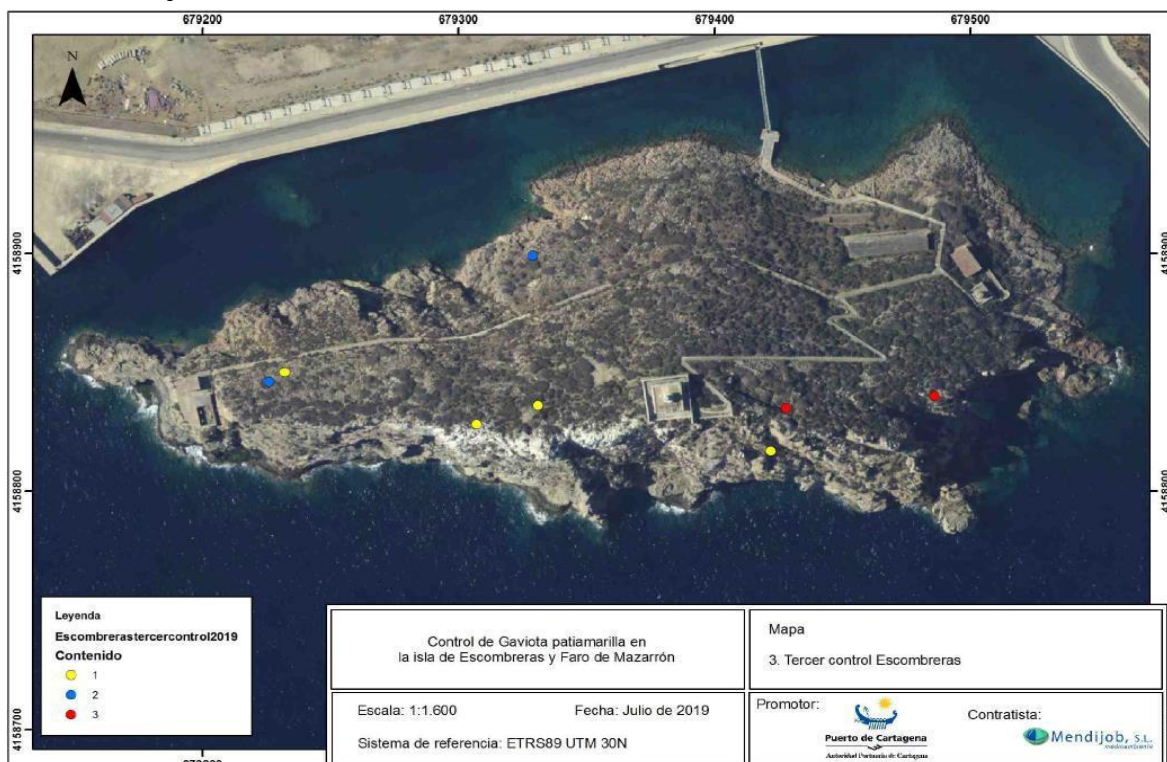 679200
679300
679400
679500
N
4158900
4158900
4158800
4158800
4158700
Leyenda
Escombrerastercercontrol2019
Contenido
1
2
3
Control de Gaviota patiamarilla en
la isla de Escombreras y Faro de Mazarrón
Escala: 1:1.600
Fecha: Julio de 2019
Sistema de referencia: ETRS89 UTM 30N
Mapa
3. Tercer control Escombreras
Promotor:
Puerto de Cartagena
Autoridad Portuaria de Cartagena
Contratista:
Mendijob, S.L.
medioambiente